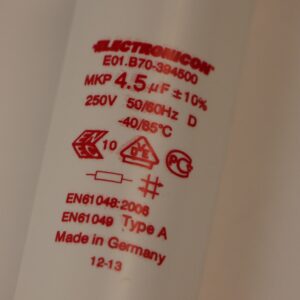 ELECTRONICON®
E01.B70-394500
MKP 4.5 µF ±10%
250V 50/60Hz D
-40/85°C
10
EN61048:2006
EN61049 Type A
Made in Germany
12-13